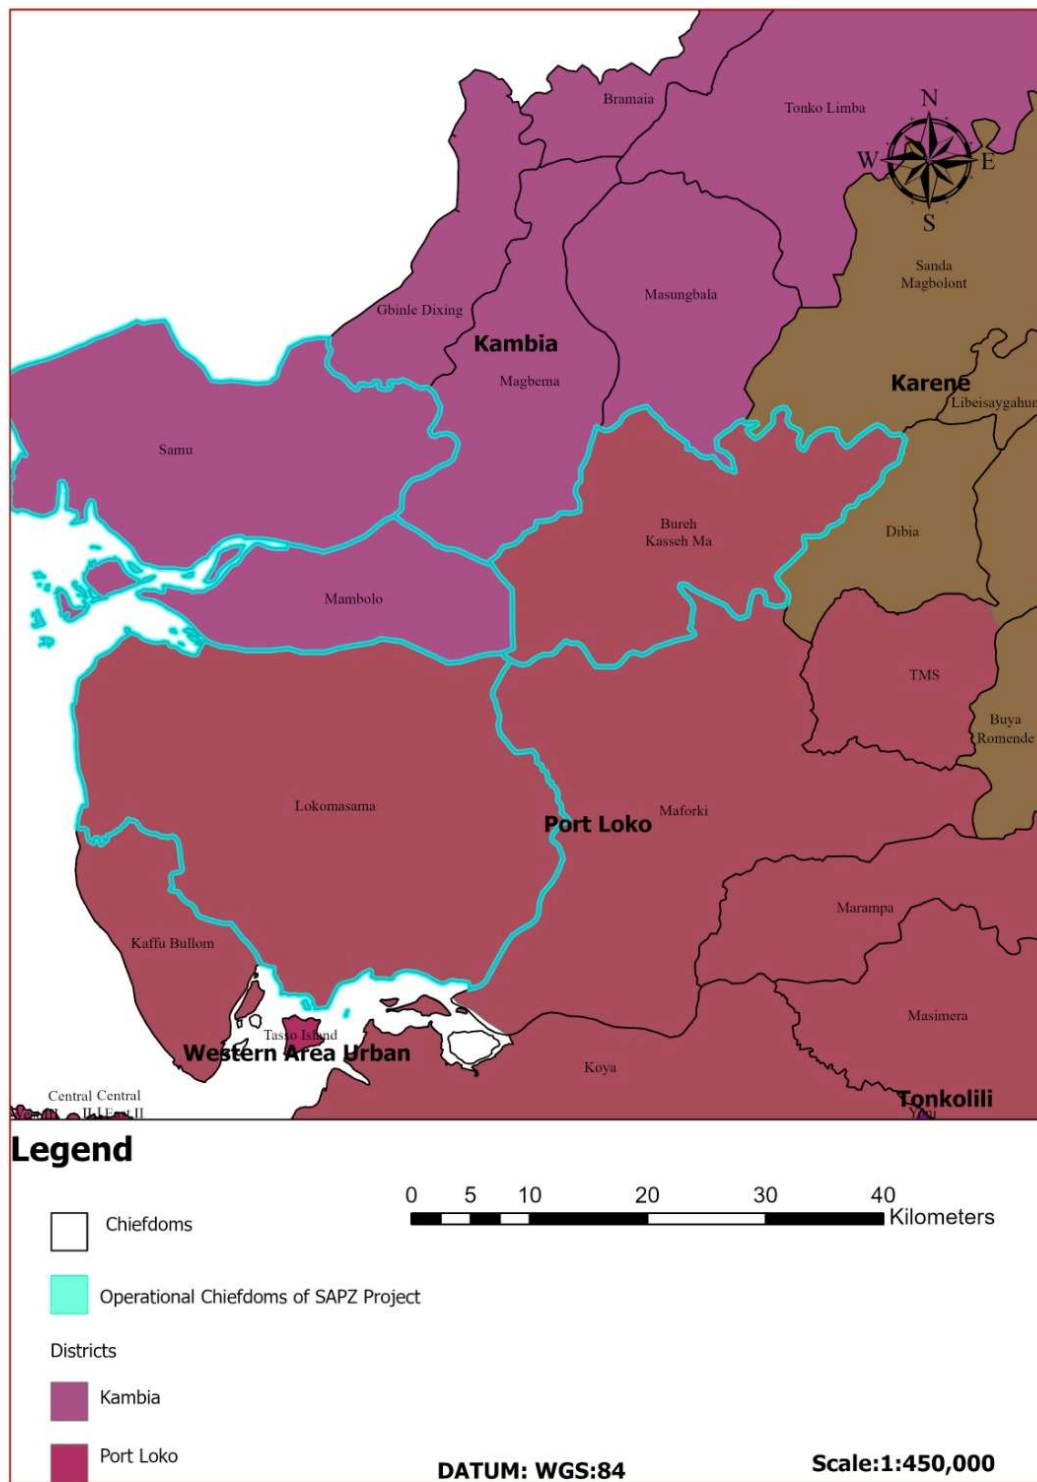 Bramaia
Tonko Limba
N
W
E
S
Sanda
Magbolont
Masungbala
Gbinle Dixing
Kambia
Magbema
Karene
Libeisaygahun
Samu
Bureh
Kasseh Ma
Dibia
Mambolo
TMS
Buya
Romende
Lokomasama
Maforki
Port Loko
Marampa
Kaffu Bullom
Masimera
Tasso Island
Western Area Urban
Koya
Central Central
Tonkolili
Yoni
Legend
0 5 10 20 30 40
Kilometers
Chiefdoms
Operational Chiefdoms of SAPZ Project
Districts
Kambia
Port Loko
DATUM: WGS:84
Scale:1:450,000